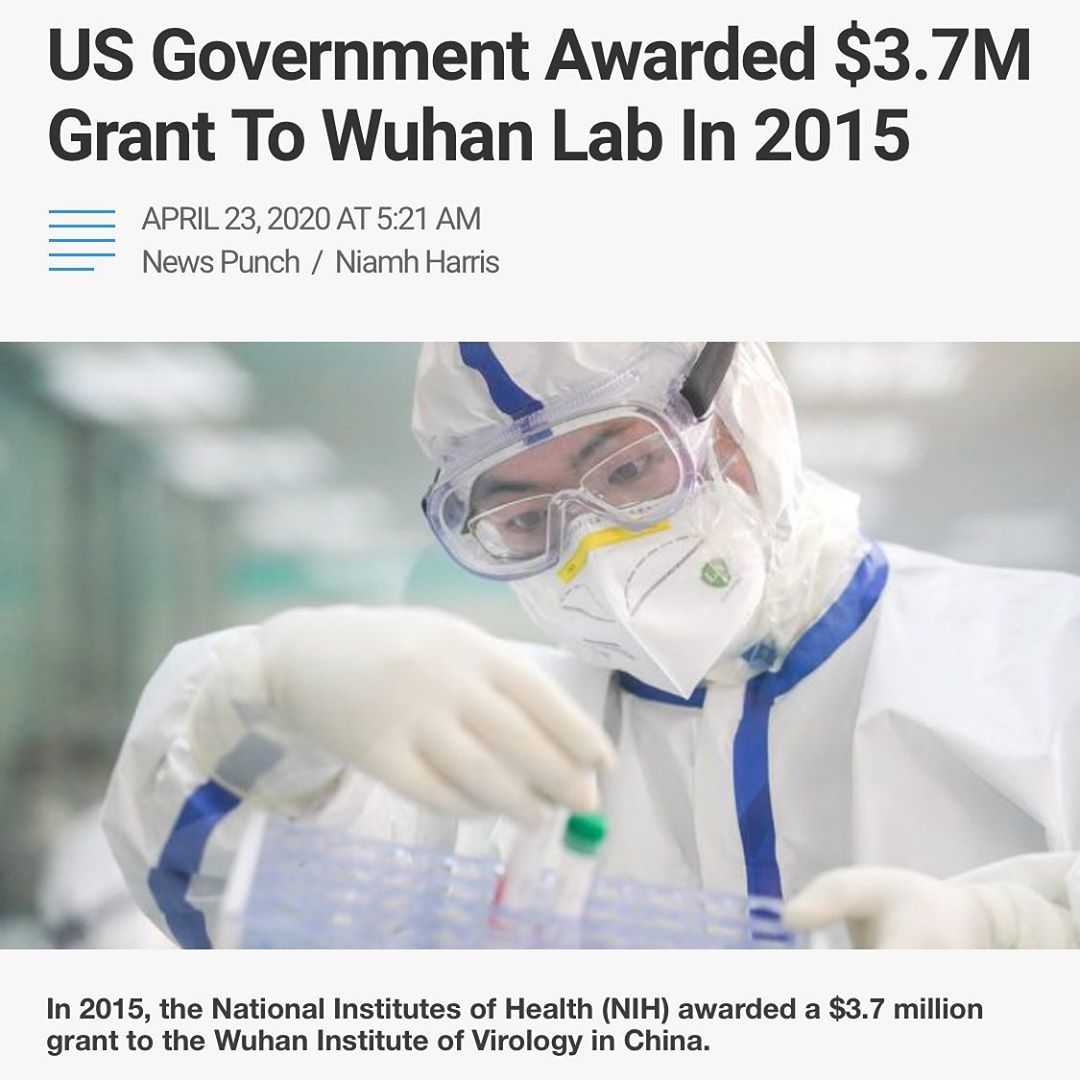 US Government Awarded $3.7M
Grant To Wuhan Lab In 2015
APRIL 23, 2020 AT 5:21 AM
News Punch / Niamh Harris
In 2015, the National Institutes of Health (NIH) awarded a $3.7 million
grant to the Wuhan Institute of Virology in China.